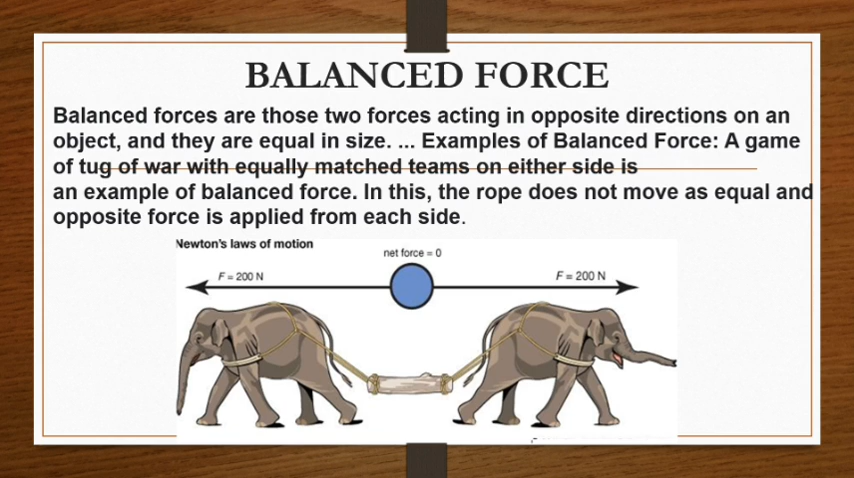 BALANCED FORCE
Balanced forces are those two forces acting in opposite directions on an
object, and they are equal in size. ... Examples of Balanced Force: A game
of tug of war with equally matched teams on either side is
an example of balanced force. In this, the rope does not move as equal and
opposite force is applied from each side.
Newton's laws of motion
net force = 0
F = 200 N
F = 200 N